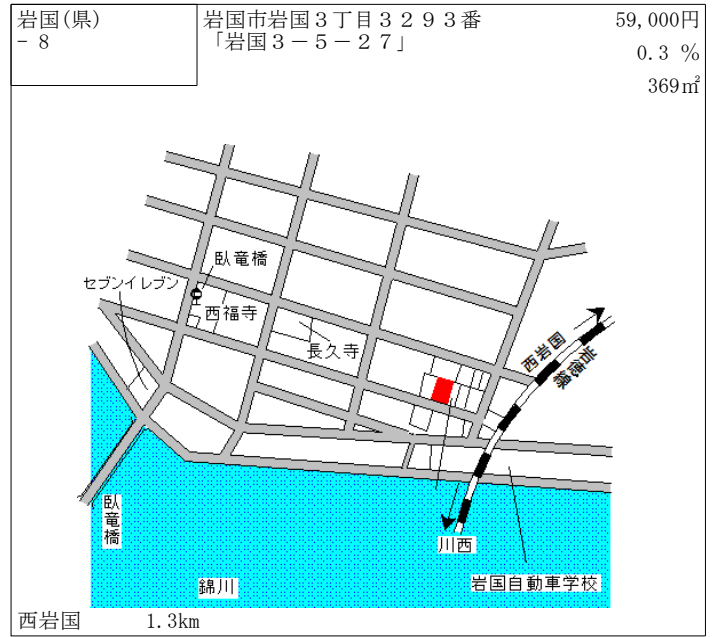 岩国(県)
- 8
岩国市岩国３丁目３２９３番
「岩国３－５－２７」
59,000円
0.3 %
369㎡
臥竜橋
セブンイレブン
西福寺
長久寺
西岩国
岩徳線
臥竜橋
川西
錦川
岩国自動車学校
西岩国 1.3km